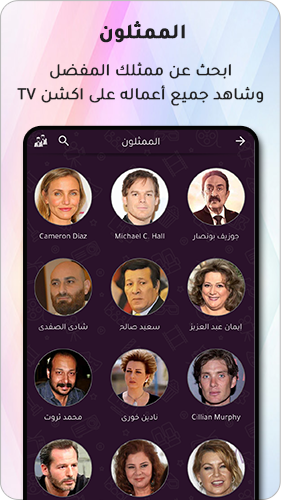 الممثلون
ابحث عن ممثلك المفضل
وشاهد جميع أعماله على اكشن TV
الممثلون
جوزيف بونصار
Michael C. Hall
Cameron Diaz
إيمان عبد العزيز
سعيد صالح
شادي الصفدي
Cillian Murphy
نادين خوري
محمد ثروت